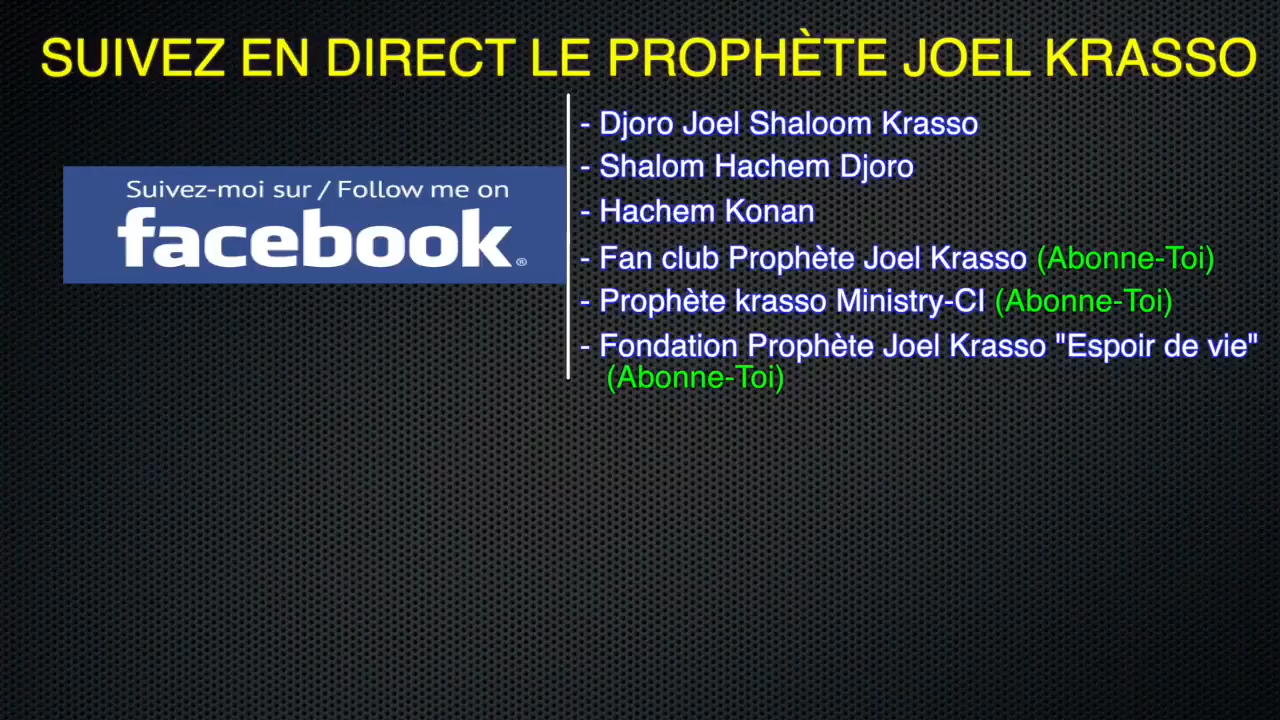 SUIVEZ EN DIRECT LE PROPHÈTE JOEL KRASSO
Suivez-moi sur / Follow me on
facebook®
- Djoro Joel Shaloom Krasso
- Shalom Hachem Djoro
- Hachem Konan
- Fan club Prophète Joel Krasso (Abonne-Toi)
- Prophète krasso Ministry-CI (Abonne-Toi)
- Fondation Prophète Joel Krasso "Espoir de vie"
(Abonne-Toi)